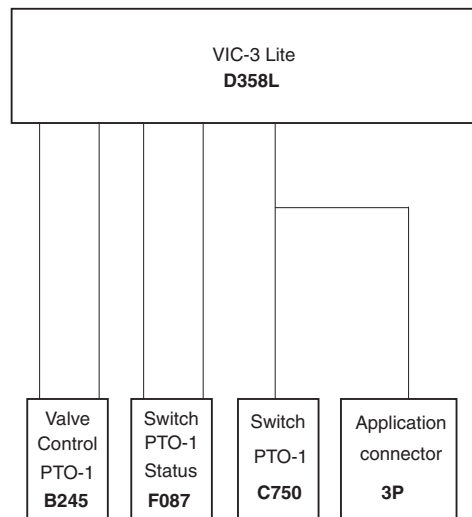 VIC-3 Lite
D358L
Valve
Control
PTO-1
B245
Switch
PTO-1
Status
F087
Switch
PTO-1
C750
Application
connector
3P